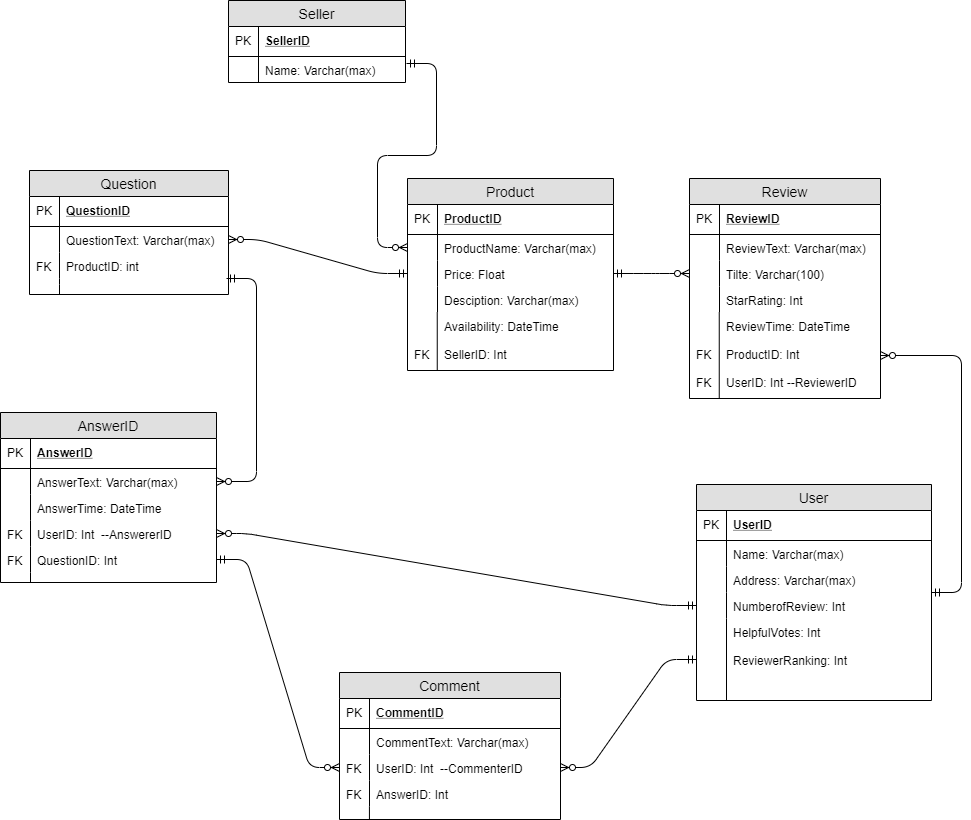 Seller
PK SellerID
Name: Varchar(max)
Question
PK QuestionID
QuestionText: Varchar(max)
FK ProductID: int
Product
PK ProductID
ProductName: Varchar(max)
Price: Float
Desciption: Varchar(max)
Availability: DateTime
FK SellerID: Int
Review
PK ReviewID
ReviewText: Varchar(max)
Tilte: Varchar(100)
StarRating: Int
ReviewTime: DateTime
FK ProductID: Int
FK UserID: Int --ReviewerID
AnswerID
PK AnswerID
AnswerText: Varchar(max)
AnswerTime: DateTime
FK UserID: Int --AnswererID
FK QuestionID: Int
User
PK UserID
Name: Varchar(max)
Address: Varchar(max)
NumberofReview: Int
HelpfulVotes: Int
ReviewerRanking: Int
Comment
PK CommentID
CommentText: Varchar(max)
FK UserID: Int --CommenterID
FK AnswerID: Int